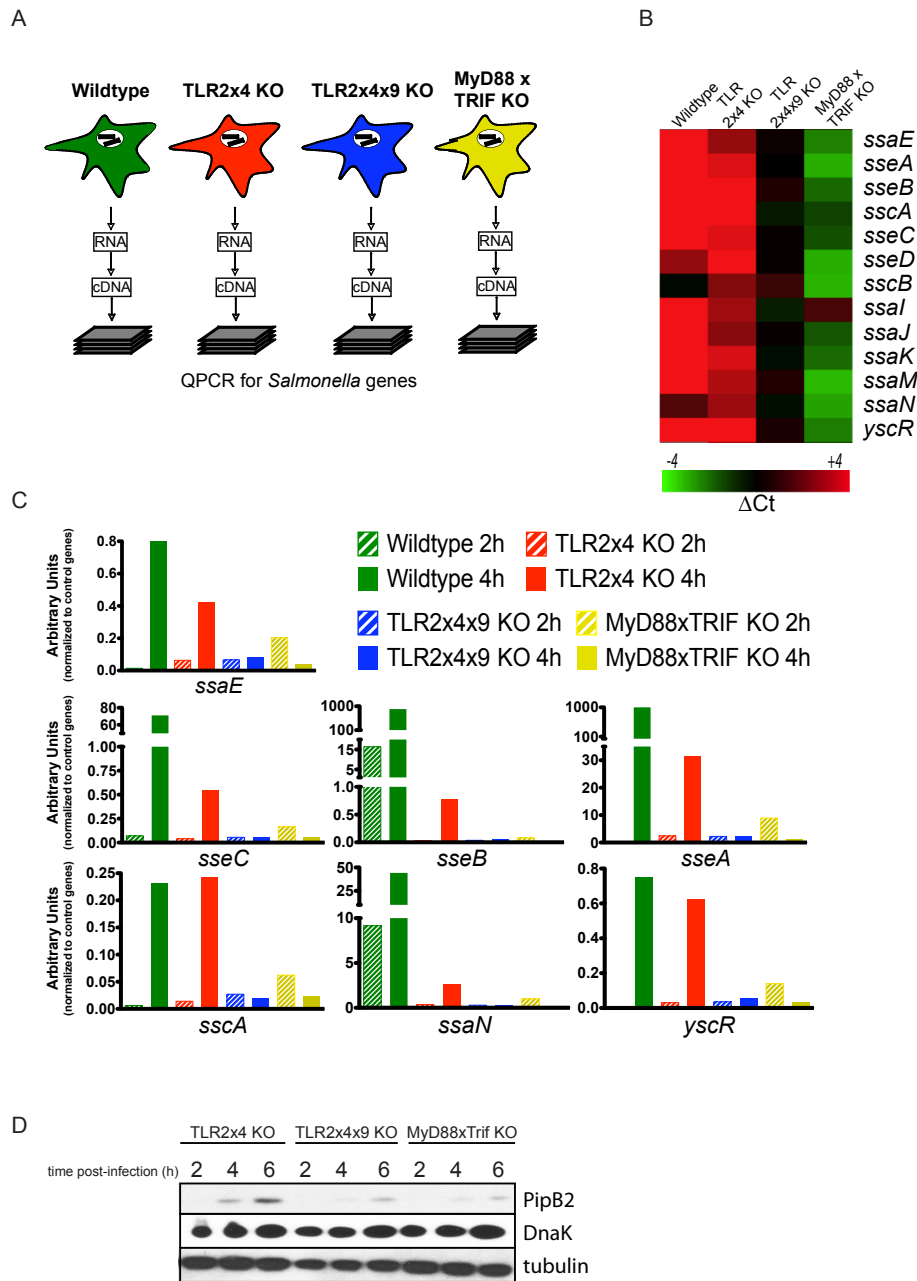 A
Wildtype
TLR2x4 KO
TLR2x4x9 KO
MyD88 x
TRIF KO
RNA
RNA
RNA
RNA
cDNA
cDNA
cDNA
cDNA
QPCR for Salmonella genes
B
Wildtype
TLR
2x4 KO
TLR
2x4x9 KO
MyD88 x
TRIF KO
ssaE
sseA
sseB
sscA
sseC
sseD
sscB
ssaI
ssaJ
ssaK
ssaM
ssaN
yscR
-4
+4
ΔCt
C
Wildtype 2h
TLR2x4 KO 2h
Wildtype 4h
TLR2x4 KO 4h
TLR2x4x9 KO 2h
MyD88xTRIF KO 2h
TLR2x4x9 KO 4h
MyD88xTRIF KO 4h
Arbitrary Units
(normalized to control genes)
0.8
0.6
0.4
0.2
0.0
ssaE
Arbitrary Units
(normalized to control genes)
80
60
1.00
0.75
0.50
0.25
0.00
sseC
1000
100
15
5
1.0
0.5
0.0
sseB
1000
100
30
20
10
0
sseA
Arbitrary Units
(normalized to control genes)
0.25
0.20
0.15
0.10
0.05
0.00
sscA
50
25
10
5
0
ssaN
0.8
0.6
0.4
0.2
0.0
yscR
D
TLR2x4 KO
TLR2x4x9 KO
MyD88xTrif KO
time post-infection (h)
2 4 6 2 4 6 2 4 6
PipB2
DnaK
tubulin